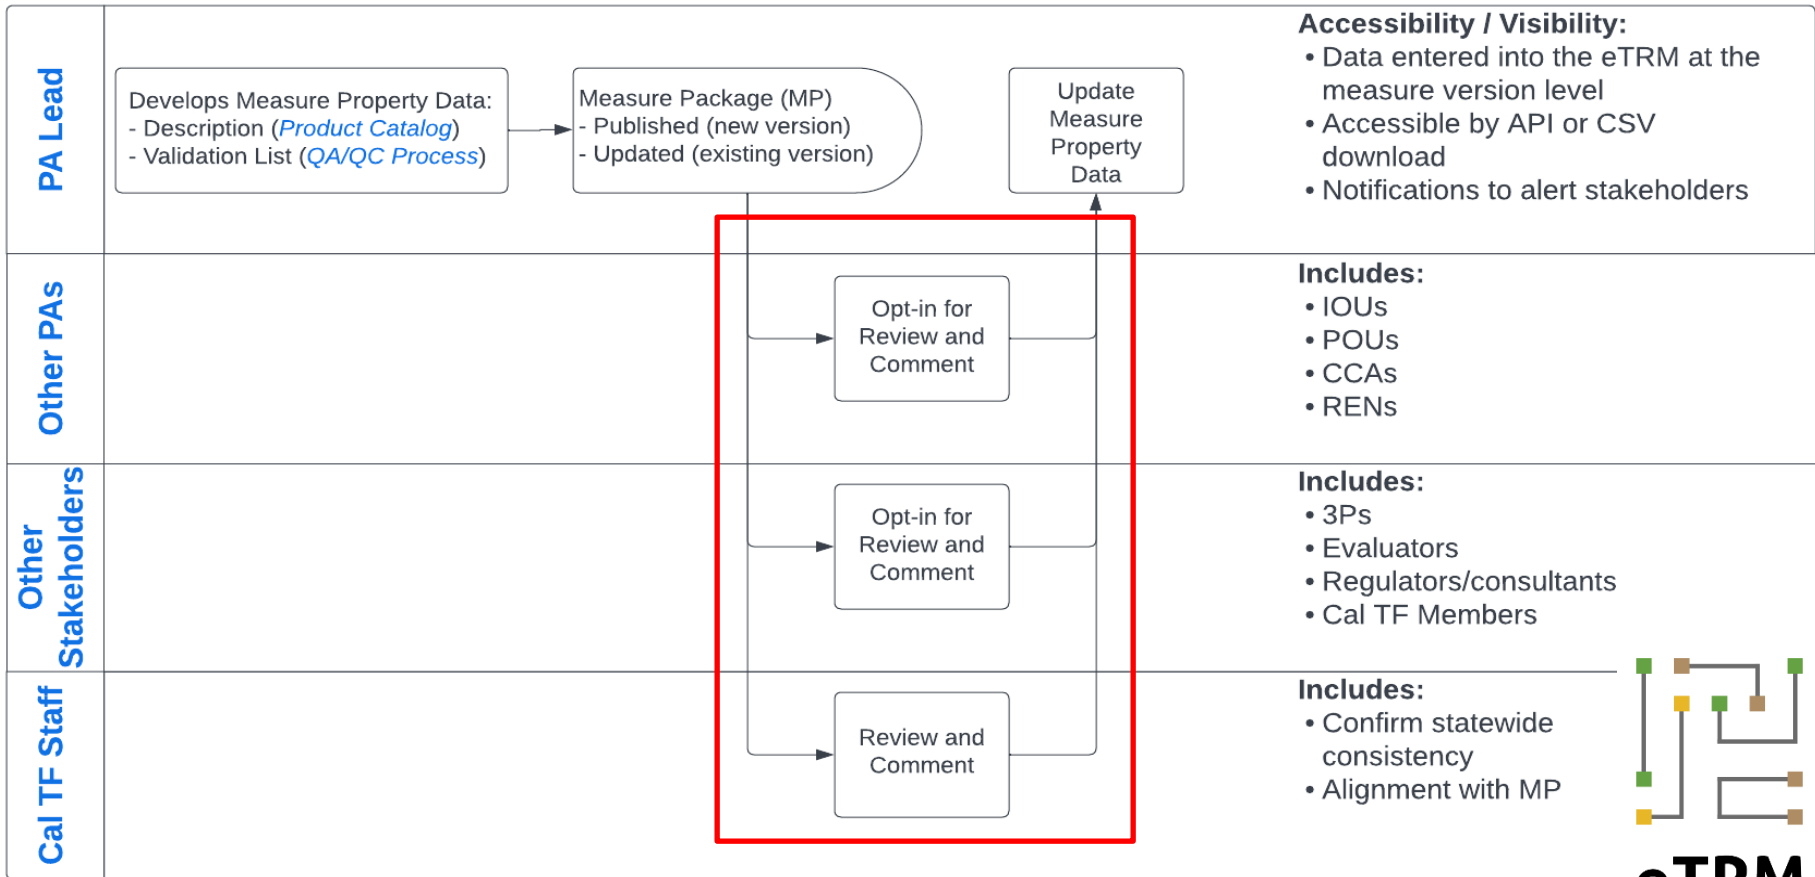 PA Lead
Develops Measure Property Data:
- Description (Product Catalog)
- Validation List (QA/QC Process)
Measure Package (MP)
- Published (new version)
- Updated (existing version)
Update
Measure
Property
Data
Accessibility / Visibility:
• Data entered into the eTRM at the
measure version level
• Accessible by API or CSV
download
• Notifications to alert stakeholders
Other PAs
Opt-in for
Review and
Comment
Includes:
• IOUs
• POUs
• CCAs
• RENs
Other
Stakeholders
Opt-in for
Review and
Comment
Includes:
• 3Ps
• Evaluators
• Regulators/consultants
• Cal TF Members
Cal TF Staff
Review and
Comment
Includes:
• Confirm statewide
consistency
• Alignment with MP
eTRM